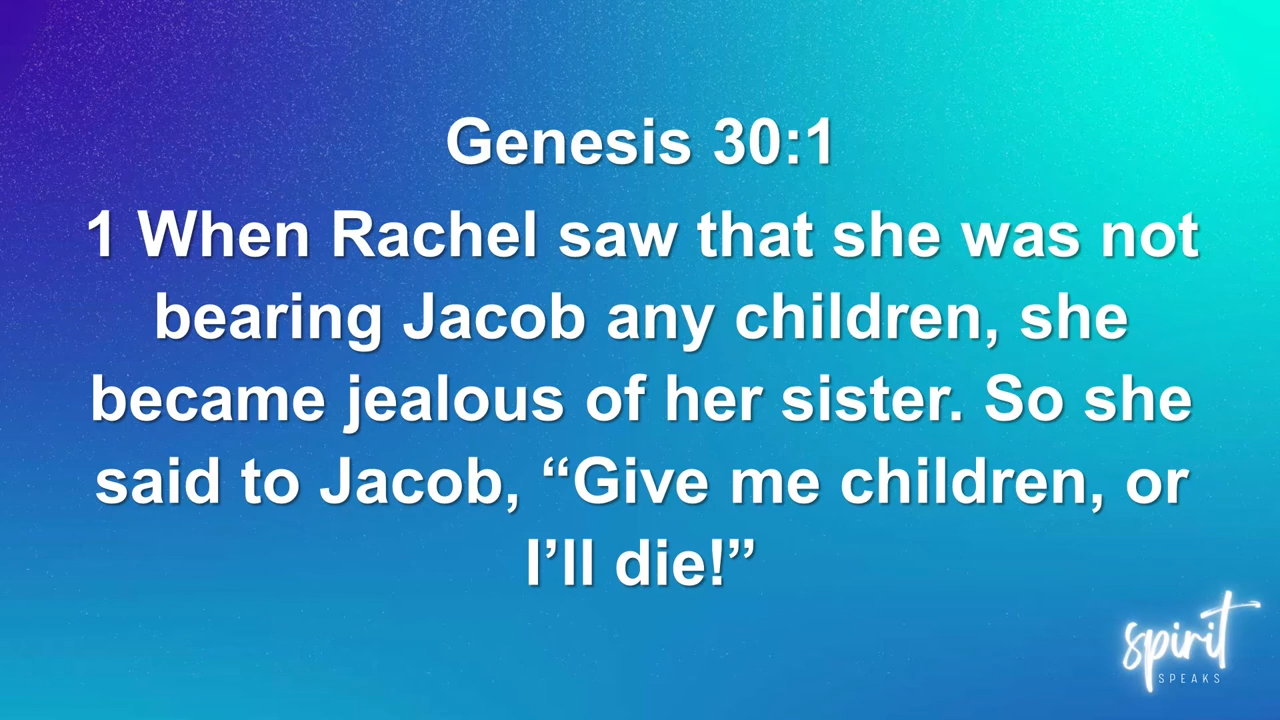 Genesis 30:1
1 When Rachel saw that she was not
bearing Jacob any children, she
became jealous of her sister. So she
said to Jacob, “Give me children, or
I’ll die!”
spirit
SPEAKS